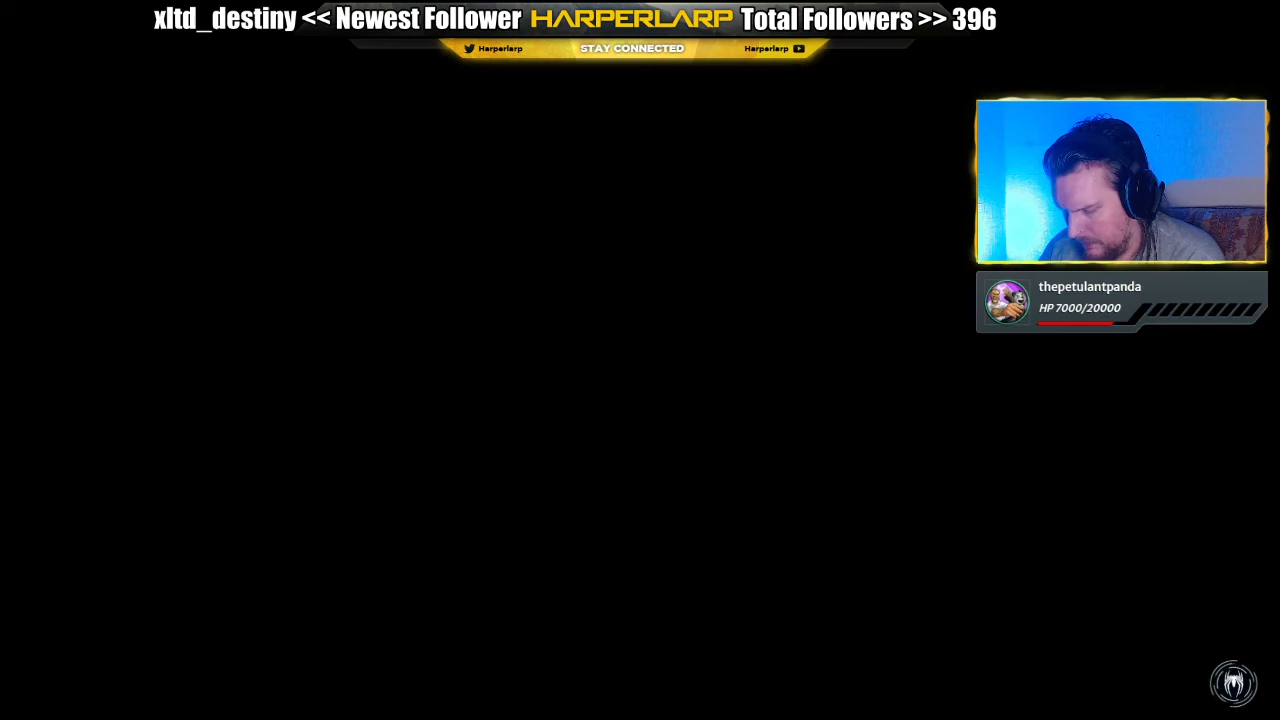 xltd_destiny << Newest Follower HARPERLARP Total Followers >> 396
Harperlarp STAY CONNECTED Harperlarp
thepetulantpanda
HP 7000/20000